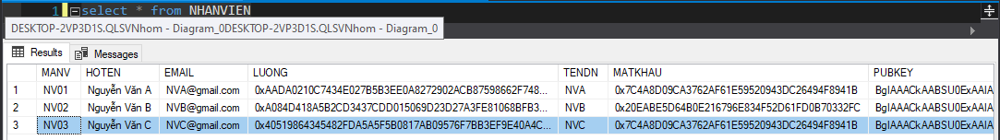 1 select * from NHANVIEN
DESKTOP-2VP3D1S.QLSVNhom - Diagram_0DESKTOP-2VP3D1S.QLSVNhom - Diagram_0
Results Messages
MANV HOTEN EMAIL LUONG TENDN MATKHAU PUBKEY
1 NV01 Nguyễn Văn A NVA@gmail.com 0xAADA0210C7434E027B5B3EE0A8272902ACB87598662F748... NVA 0x7C4A8D09CA3762AF61E59520943DC26494F8941B BgIAAACkAABSU0ExAAIA
2 NV02 Nguyễn Văn B NVB@gmail.com 0xA084D418A5B2CD3437CDD015069D23D27A3FE81068BFB3... NVB 0x20EABE5D64B0E216796E834F52D61FD0B70332FC BgIAAACkAABSU0ExAAIA
3 NV03 Nguyễn Văn C NVC@gmail.com 0x40519864345482FDA5A5F5B0817AB09576F7BB3EF9E40A4C... NVC 0x7C4A8D09CA3762AF61E59520943DC26494F8941B BgIAAACkAABSU0ExAAIA